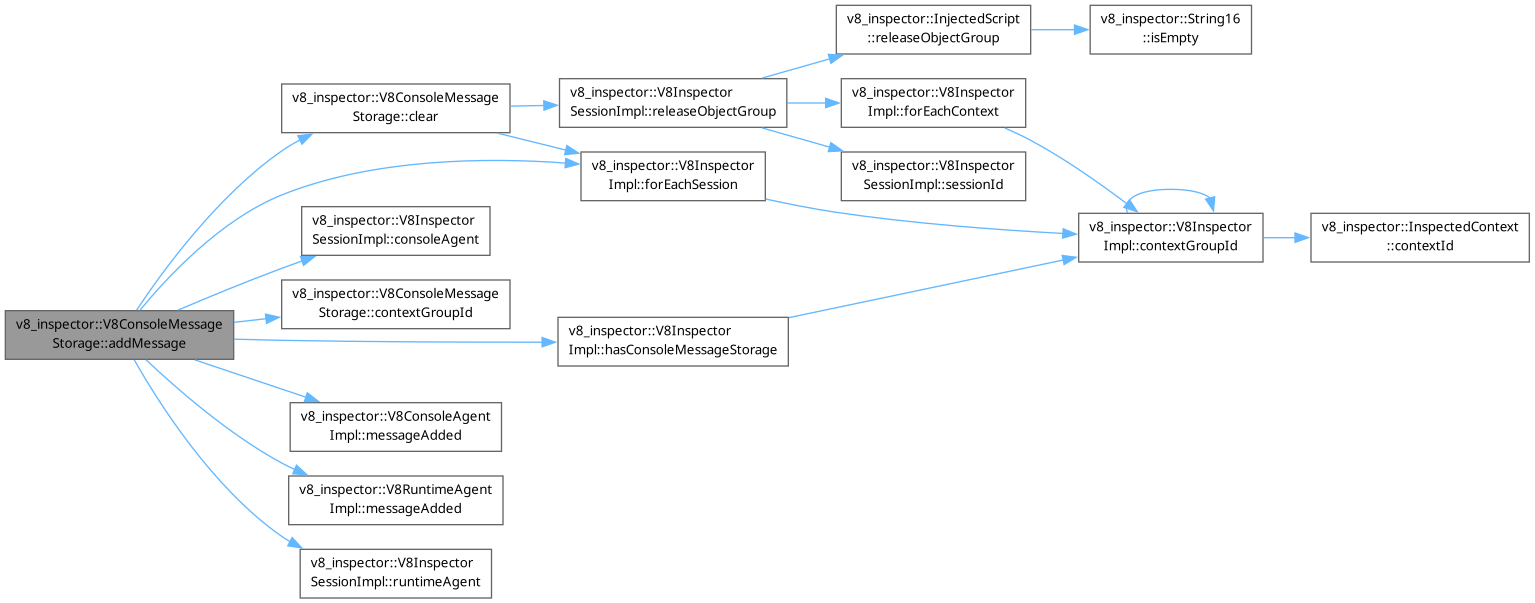 v8_inspector::InjectedScript
::releaseObjectGroup
v8_inspector::String16
::isEmpty
v8_inspector::V8ConsoleMessage
Storage::clear
v8_inspector::V8Inspector
SessionImpl::releaseObjectGroup
v8_inspector::V8Inspector
Impl::forEachContext
v8_inspector::V8Inspector
Impl::forEachSession
v8_inspector::V8Inspector
SessionImpl::sessionId
v8_inspector::V8Inspector
SessionImpl::consoleAgent
v8_inspector::V8Inspector
Impl::contextGroupId
v8_inspector::InspectedContext
::contextId
v8_inspector::V8ConsoleMessage
Storage::contextGroupId
v8_inspector::V8ConsoleMessage
Storage::addMessage
v8_inspector::V8Inspector
Impl::hasConsoleMessageStorage
v8_inspector::V8ConsoleAgent
Impl::messageAdded
v8_inspector::V8RuntimeAgent
Impl::messageAdded
v8_inspector::V8Inspector
SessionImpl::runtimeAgent